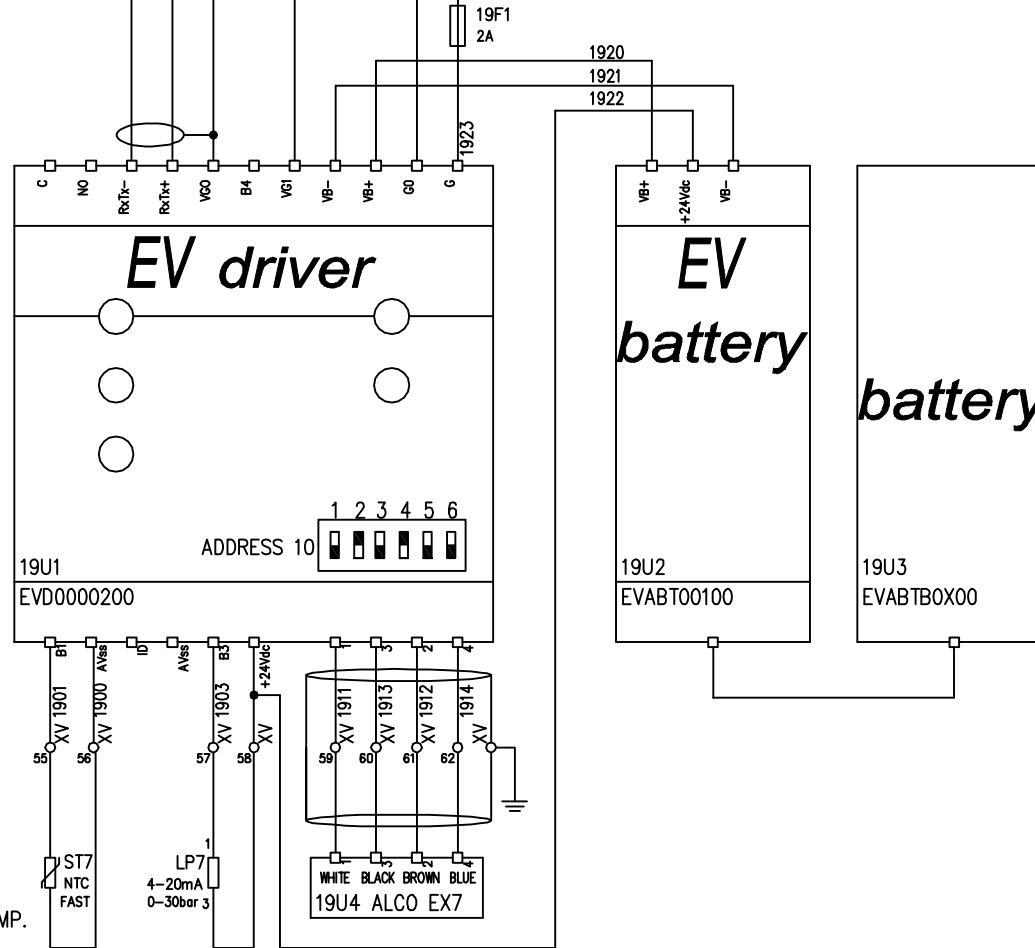 19F1
2A
1920
1921
1922
1923
C NO RxTx- RxTx+ VG0 B4 VG1 VB- VB+ G0 G
VB+ +24Vdc VB-
EV driver
EV
battery
battery
1 2 3 4 5 6
ADDRESS 10
19U1
EVD0000200
19U2
EVABT00100
19U3
EVABTB0X00
B1 AVss ID AVss B3 +24Vdc 1 3 2 4
XV 1901 XV 1900 XV 1903 XV XV 1911 XV 1913 XV 1912 XV 1914 XV
55 56 57 58 59 60 61 62
ST7
NTC
FAST
1
LP7
4-20mA
0-30bar 3
1 3 2 4
WHITE BLACK BROWN BLUE
19U4 ALCO EX7
MP.